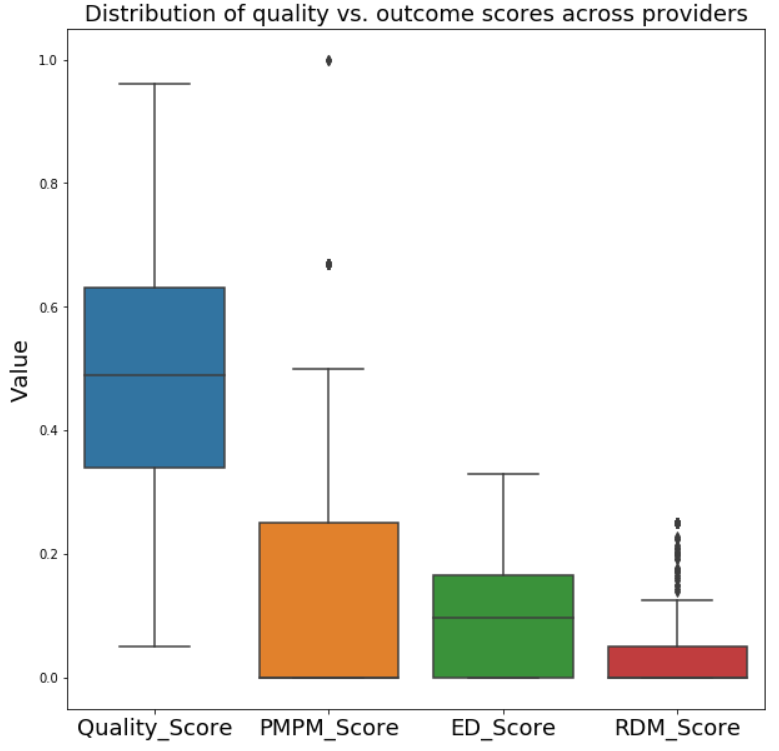 Distribution of quality vs. outcome scores across providers
1.0
0.8
0.6
0.4
0.2
0.0
Value
Quality_Score PMPM_Score ED_Score RDM_Score